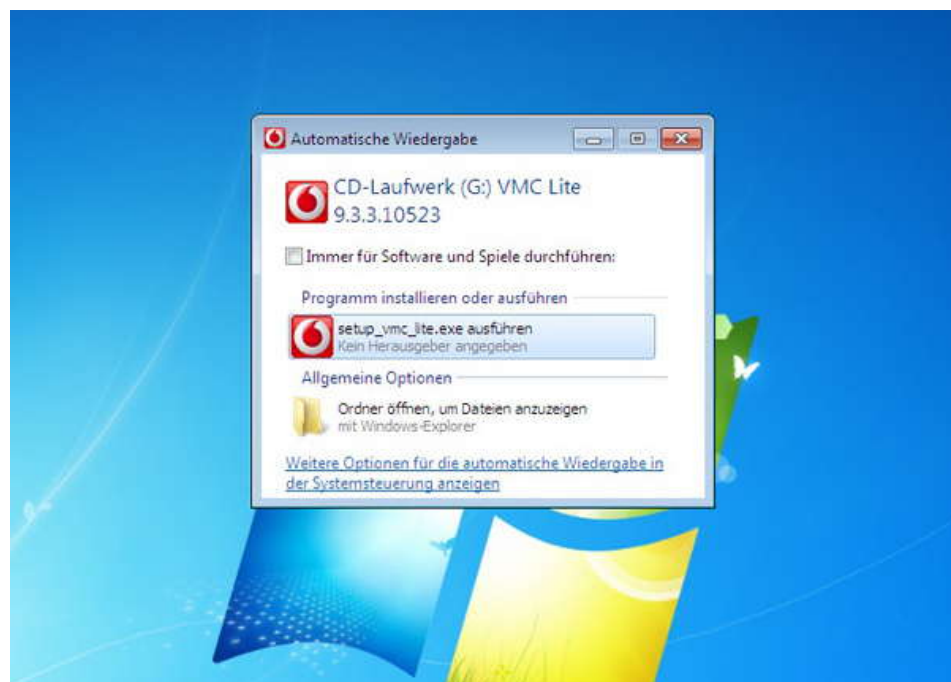 Automatische Wiedergabe
CD-Laufwerk (G:) VMC Lite
9.3.3.10523
Immer für Software und Spiele durchführen:
Programm installieren oder ausführen
setup_vmc_lite.exe ausführen
Kein Herausgeber angegeben
Allgemeine Optionen
Ordner öffnen, um Dateien anzuzeigen
mit Windows-Explorer
Weitere Optionen für die automatische Wiedergabe in
der Systemsteuerung anzeigen